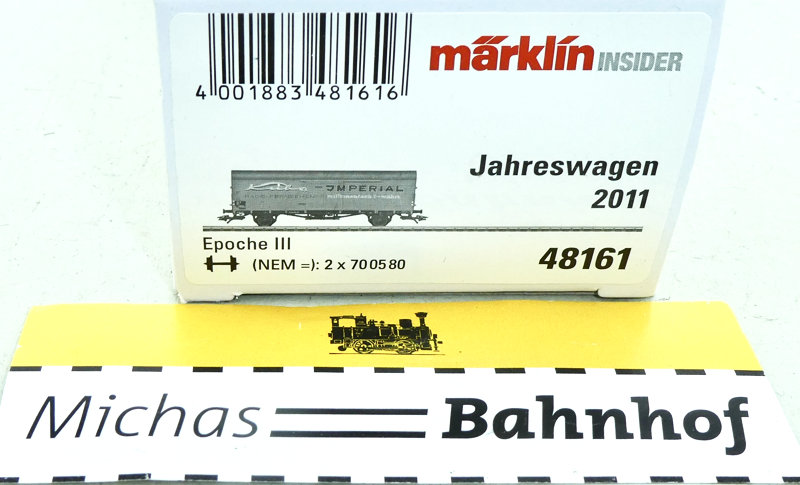 märklin INSIDER
4 001883 481616
Jahreswagen
2011
IMPERIAL
Epoche III
(NEM =): 2 x 700580
48161
Michas Bahnhof